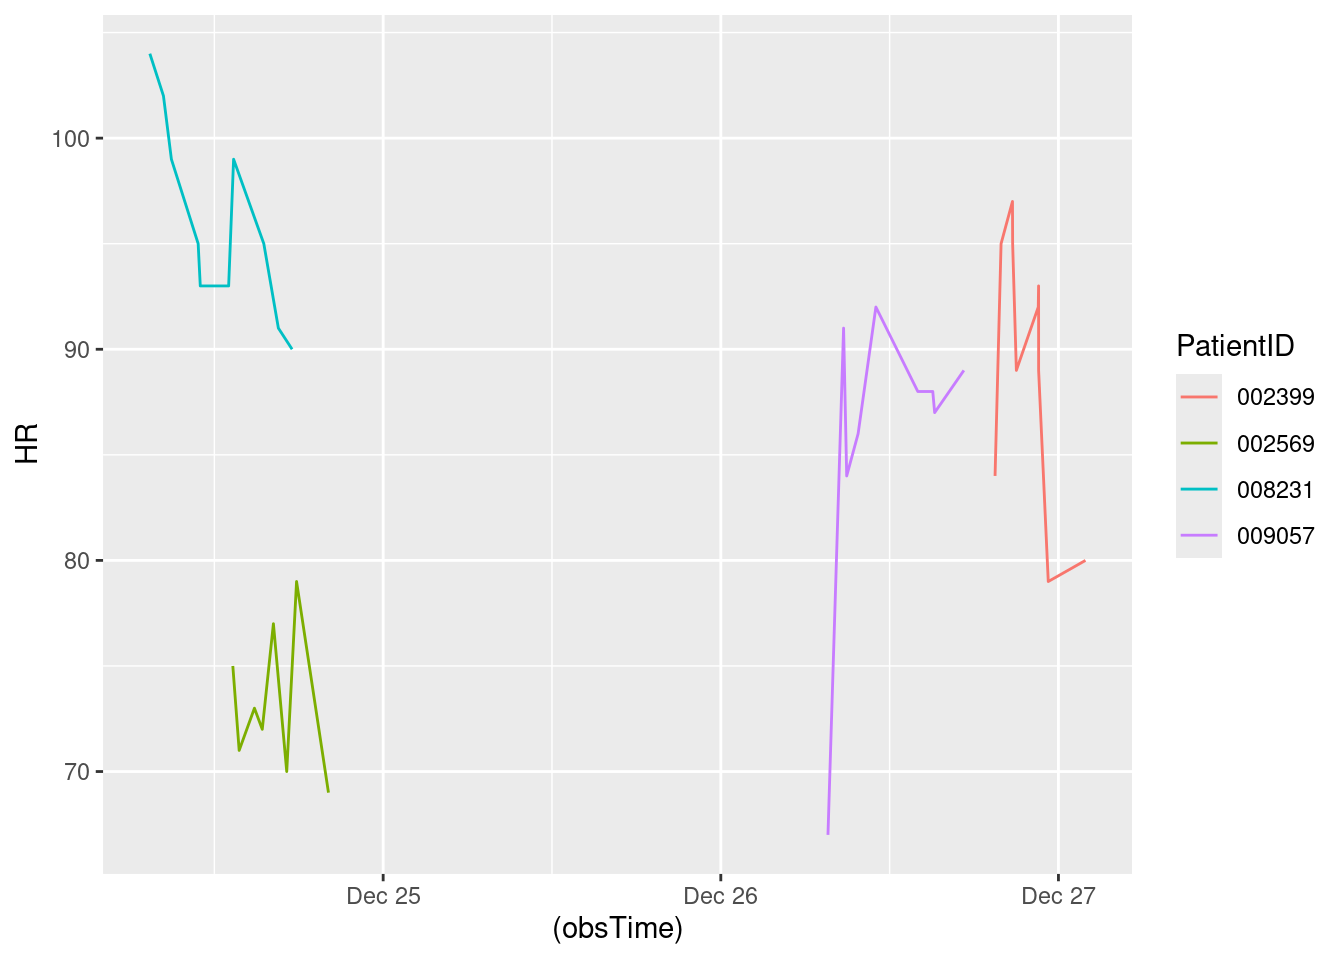 100
90
80
70
HR
Dec 25
Dec 26
Dec 27
(obsTime)
PatientID
002399
002569
008231
009057